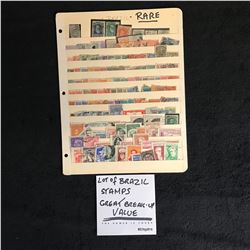 RARE
LOT OF BRAZIL
STAMPS
GREAT BREAK-UP
VALUE